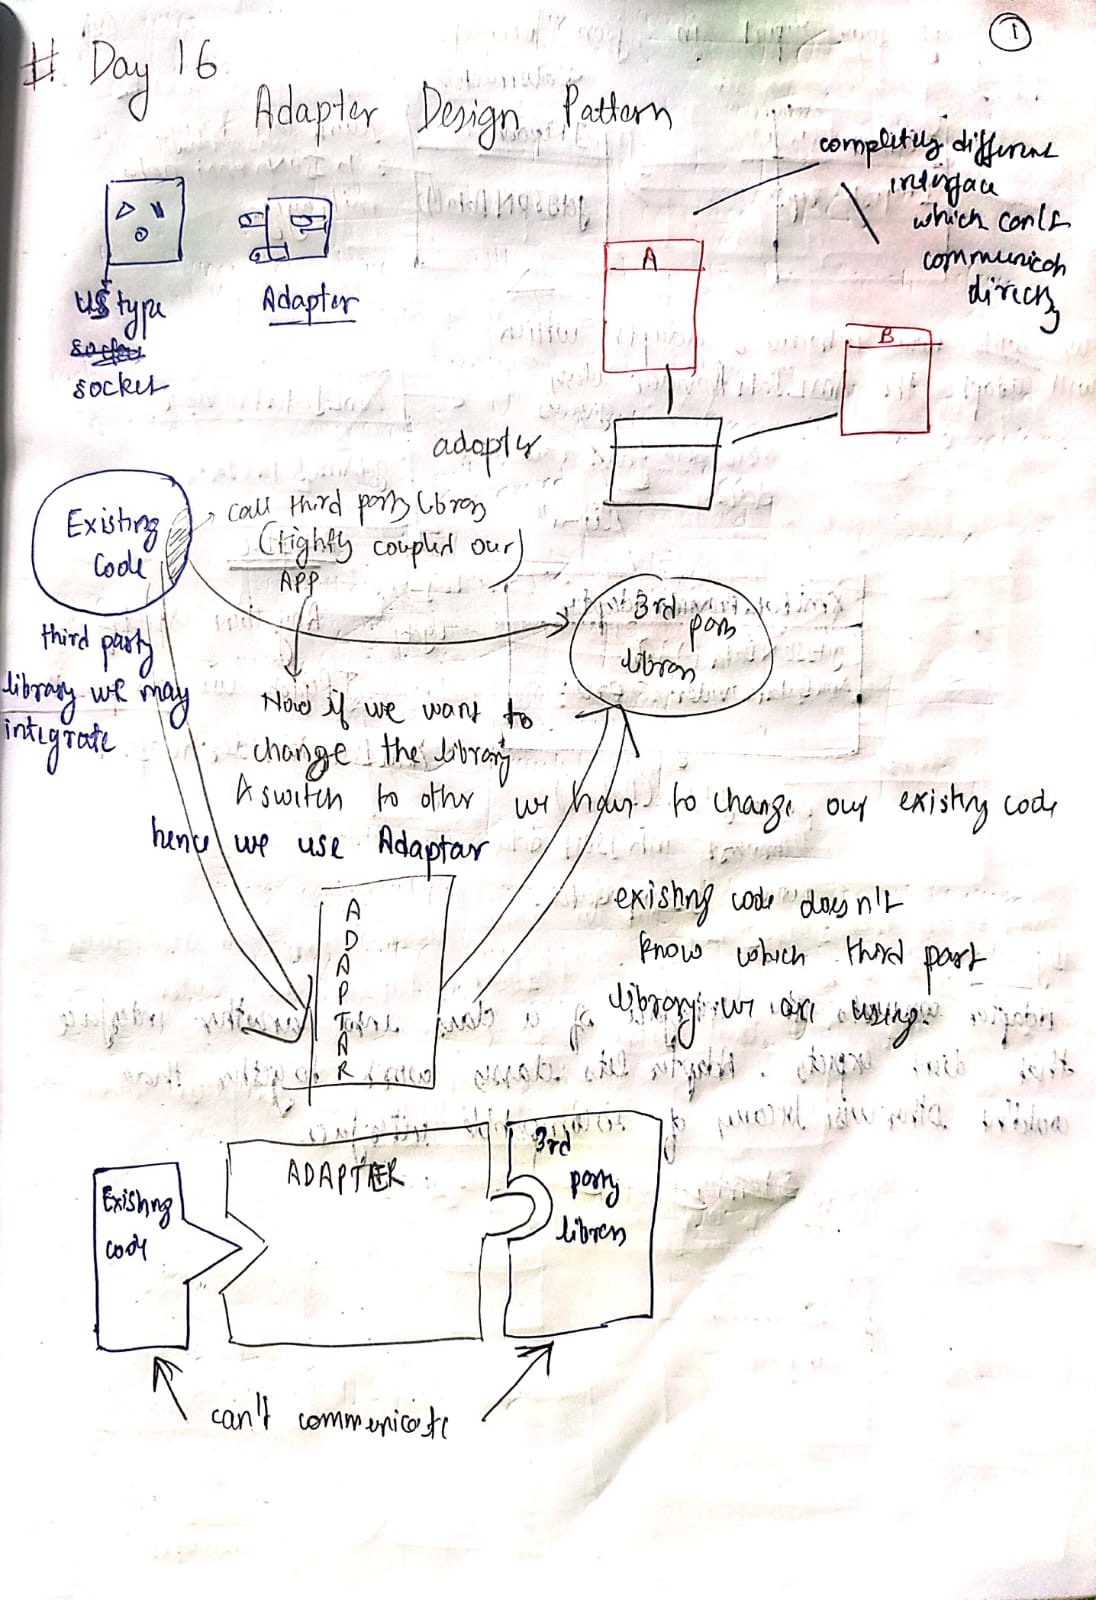 1
# Day 16
Adapter Design Pattern
completely different
interface
which can't
communicate
directly
US type
socket
Adapter
A
B
adapter
Existing
Code
call third party library
(tightly coupled our)
APP
third party
library we may
integrate
3rd
party
library
Now if we want to
change the library
& switch to other we have to change our existing code
hence we use Adaptar
ADAPTAR
existing code doesn't
know which third part
library we are using.
Existing
code
ADAPTER
3rd
party
library
can't communicate